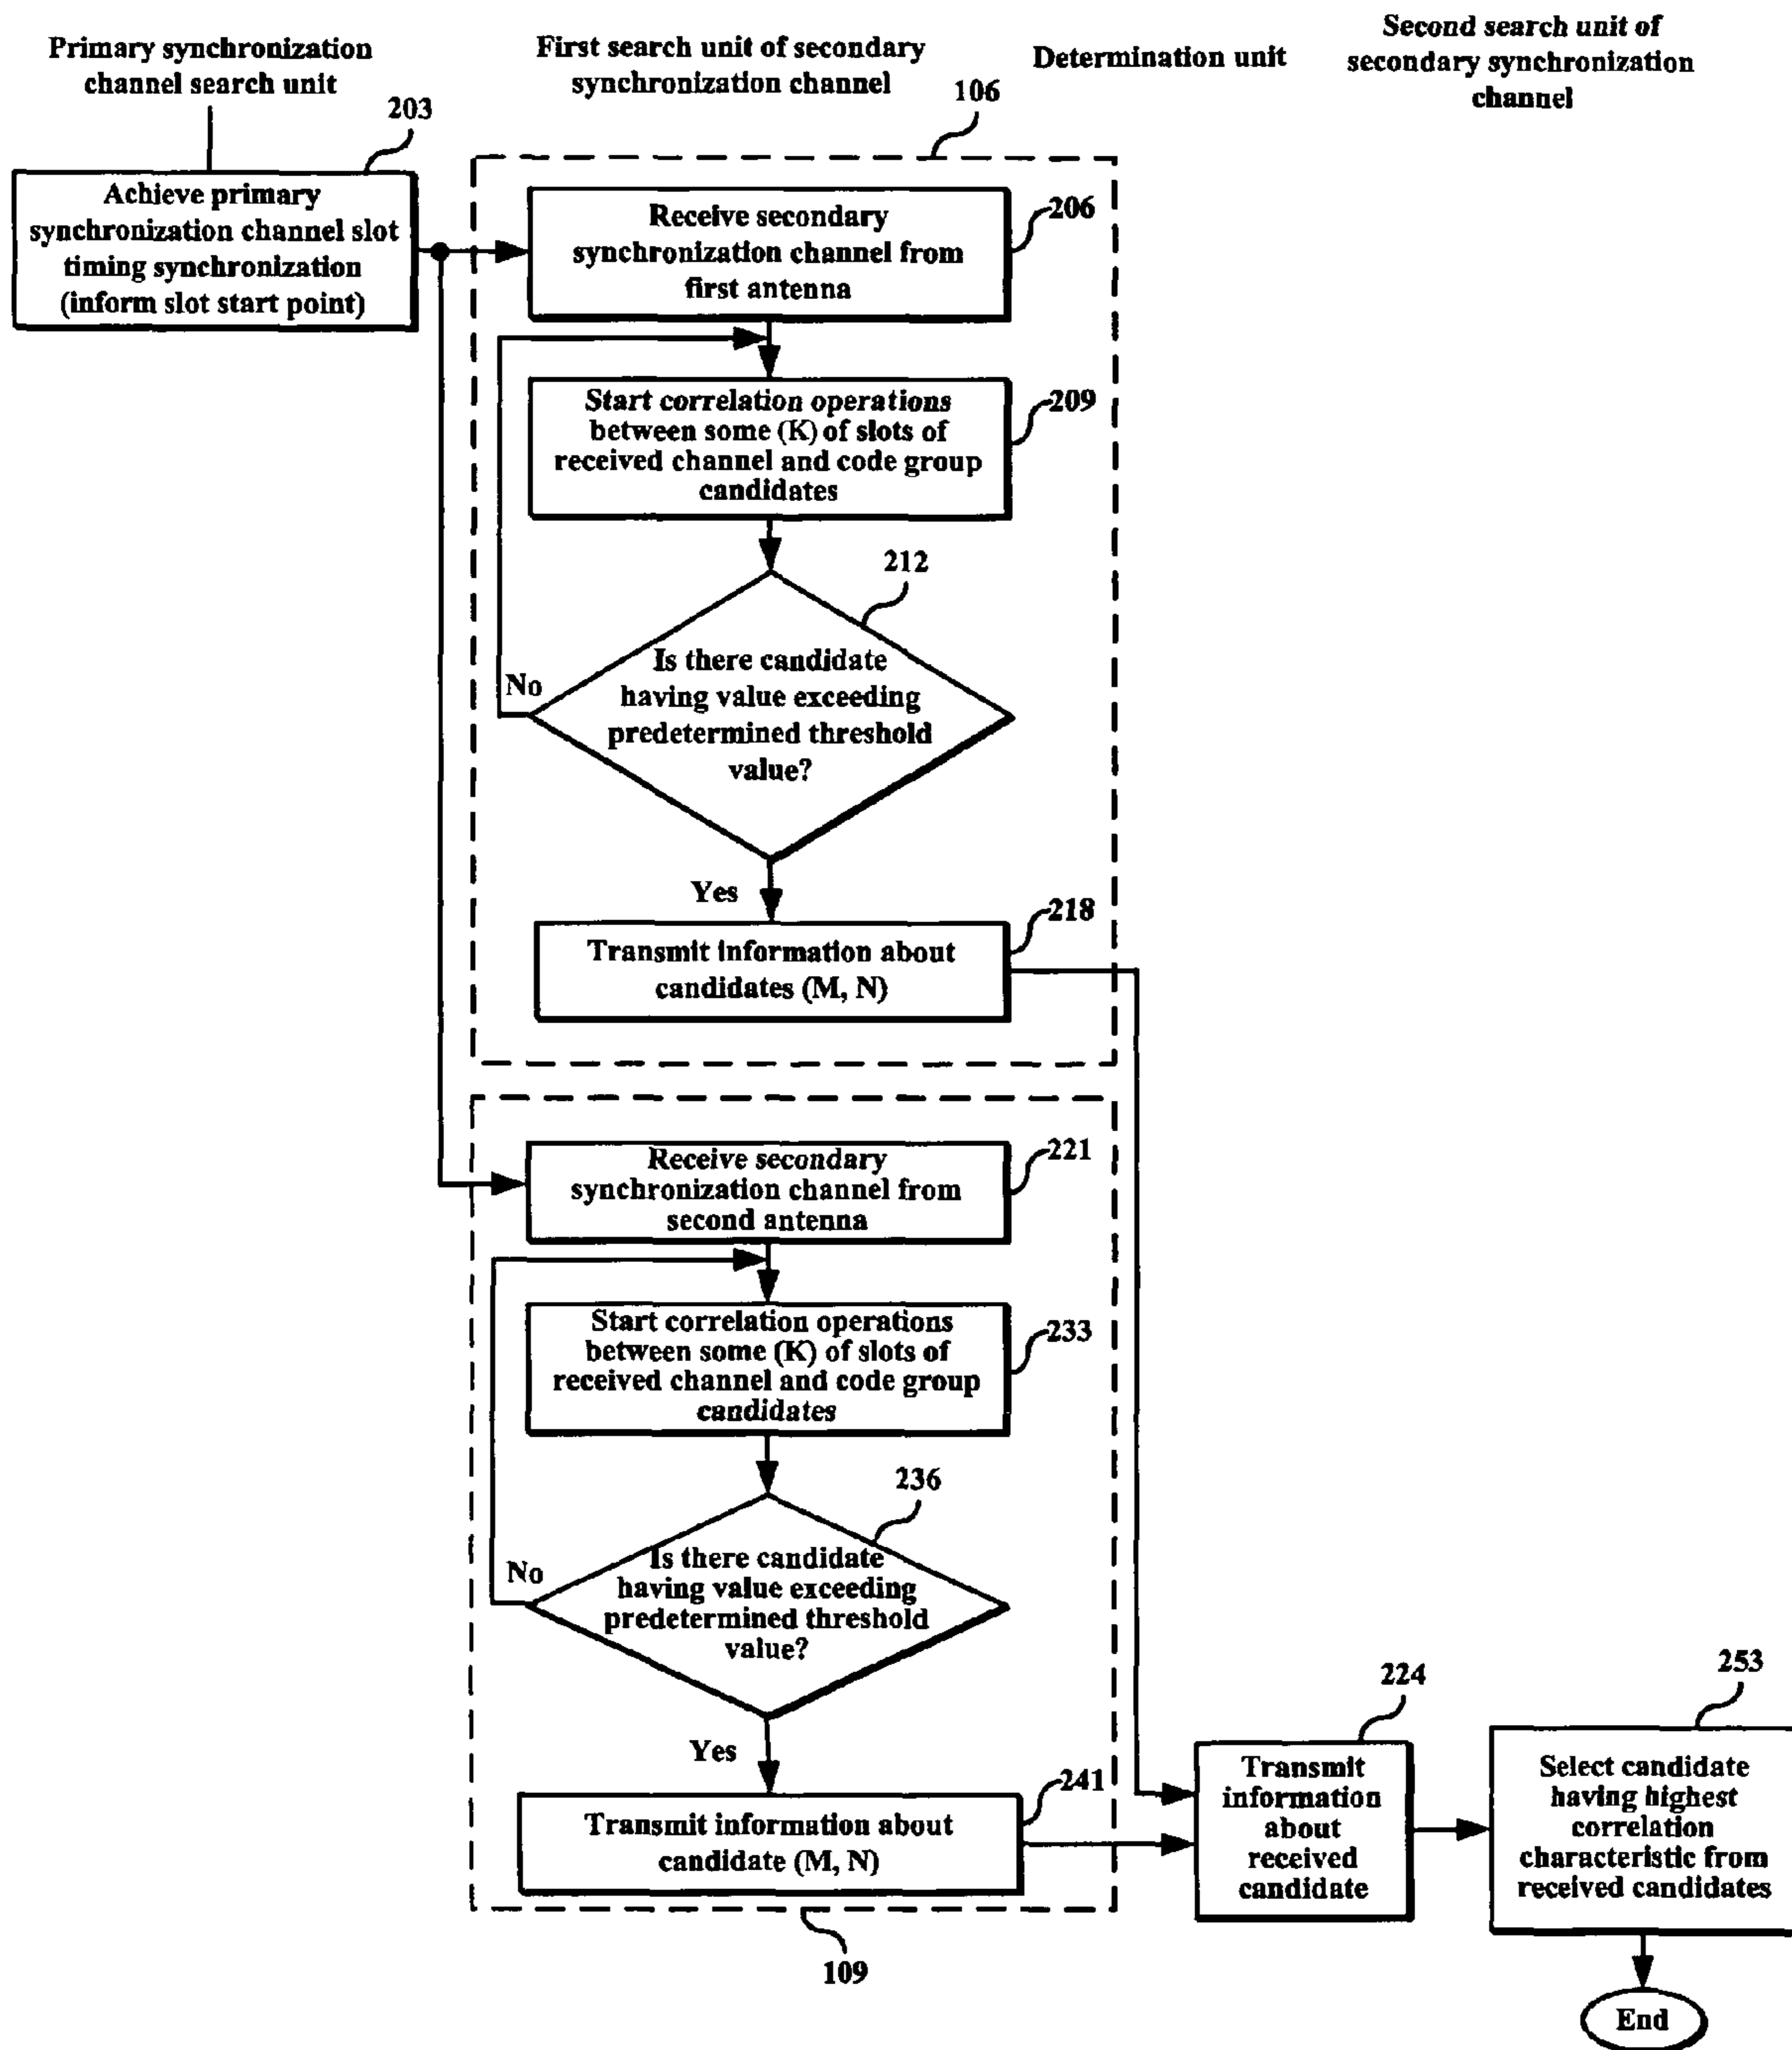 Primary synchronization
channel search unit
First search unit of secondary
synchronization channel
Determination unit
Second search unit of
secondary synchronization
channel
203
106
Achieve primary
synchronization channel slot
timing synchronization
(inform slot start point)
Receive secondary
synchronization channel from
first antenna
206
Start correlation operations
between some (K) of slots of
received channel and code group
candidates
209
212
Is there candidate
having value exceeding
predetermined threshold
value?
No
Yes
Transmit information about
candidates (M, N)
218
Receive secondary
synchronization channel from
second antenna
221
Start correlation operations
between some (K) of slots of
received channel and code group
candidates
233
236
Is there candidate
having value exceeding
predetermined threshold
value?
No
Yes
Transmit information about
candidate (M, N)
241
109
224
Transmit
information
about
received
candidate
253
Select candidate
having highest
correlation
characteristic from
received candidates
End